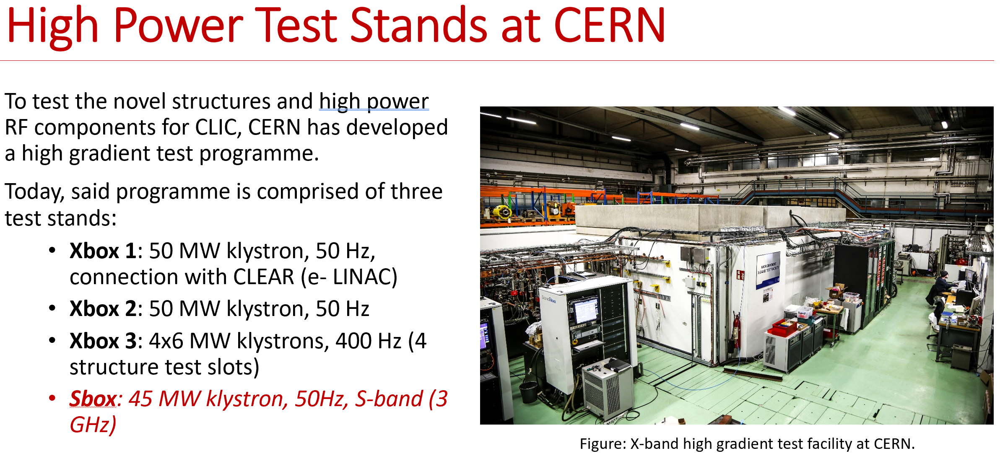 High Power Test Stands at CERN
To test the novel structures and high power
RF components for CLIC, CERN has developed
a high gradient test programme.
Today, said programme is comprised of three
test stands:
• Xbox 1: 50 MW klystron, 50 Hz,
connection with CLEAR (e- LINAC)
• Xbox 2: 50 MW klystron, 50 Hz
• Xbox 3: 4x6 MW klystrons, 400 Hz (4
structure test slots)
• Sbox: 45 MW klystron, 50Hz, S-band (3
GHz)
ScandiNova
HIGH GRADIENT
X-BAND TEST FACILITY
Figure: X-band high gradient test facility at CERN.